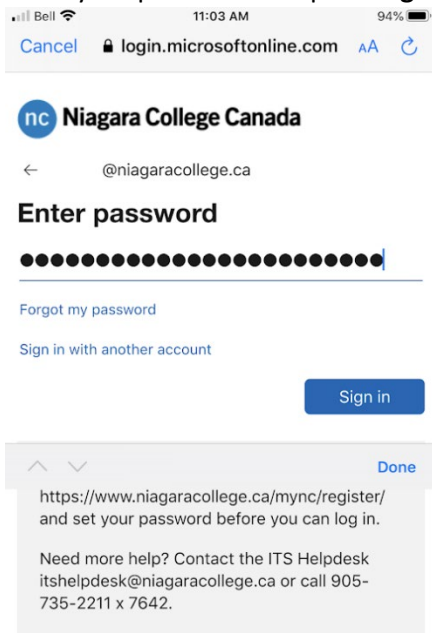 Bell 11:03 AM 94%
Cancel login.microsoftonline.com AA
nc Niagara College Canada
@niagaracollege.ca
Enter password
Forgot my password
Sign in with another account
Sign in
Done
https://www.niagaracollege.ca/mync/register/
and set your password before you can log in.
Need more help? Contact the ITS Helpdesk
itshelpdesk@niagaracollege.ca or call 905-
735-2211 x 7642.